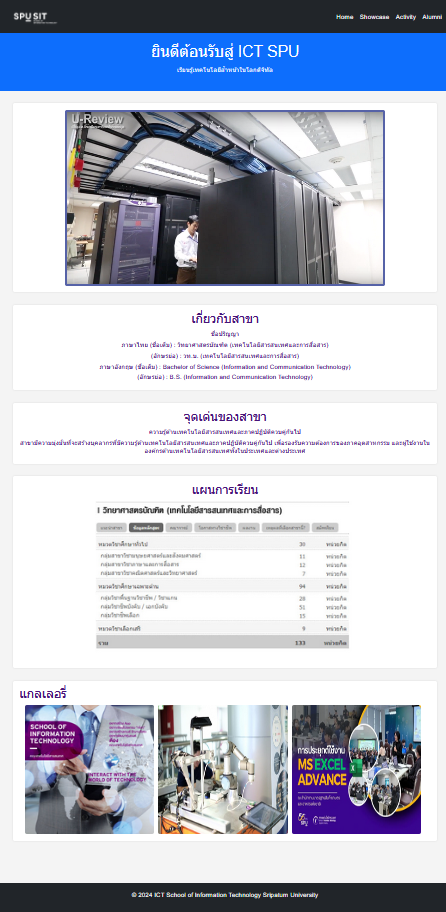 SPU SIT
Home Showcase Activity Alumni
ยินดีต้อนรับสู่ ICT SPU
เรียนรู้เทคโนโลยีล้ำหน้าในโลกดิจิทัล
U-Review
เกี่ยวกับสาขา
ชื่อปริญญา
ภาษาไทย (ชื่อเต็ม) : วิทยาศาสตรบัณฑิต (เทคโนโลยีสารสนเทศและการสื่อสาร)
(อักษรย่อ) : วท.บ. (เทคโนโลยีสารสนเทศและการสื่อสาร)
ภาษาอังกฤษ (ชื่อเต็ม) : Bachelor of Science (Information and Communication Technology)
(อักษรย่อ) : B.S. (Information and Communication Technology)
จุดเด่นของสาขา
ความรู้ด้านเทคโนโลยีสารสนเทศและภาคปฏิบัติควบคู่กันไป
สาขามีความมุ่งมั่นที่จะสร้างบุคลากรที่มีความรู้ด้านเทคโนโลยีสารสนเทศและภาคปฏิบัติควบคู่กันไป เพื่อรองรับความต้องการของภาคอุตสาหกรรม และผู้ใช้งานใน
องค์กรด้านเทคโนโลยีสารสนเทศทั้งในประเทศและต่างประเทศ
แผนการเรียน
วิทยาศาสตรบัณฑิต (เทคโนโลยีสารสนเทศและการสื่อสาร)
หมวดวิชาศึกษาทั่วไป 30 หน่วยกิต
กลุ่มสาขาวิชามนุษยศาสตร์และสังคมศาสตร์ 11 หน่วยกิต
กลุ่มสาขาวิชาภาษาและการสื่อสาร 12 หน่วยกิต
กลุ่มสาขาวิชาคณิตศาสตร์และวิทยาศาสตร์ 7 หน่วยกิต
หมวดวิชาศึกษาเฉพาะด้าน 94 หน่วยกิต
กลุ่มวิชาพื้นฐานวิชาชีพ / วิชาแกน 28 หน่วยกิต
กลุ่มวิชาชีพบังคับ / เอกบังคับ 51 หน่วยกิต
กลุ่มวิชาชีพเลือก 15 หน่วยกิต
หมวดวิชาเลือกเสรี 9 หน่วยกิต
รวม 133 หน่วยกิต
แกลเลอรี่
SCHOOL OF
INFORMATION
TECHNOLOGY
INTERACT WITH THE
WORLD OF TECHNOLOGY
การประยุกต์ใช้งาน
MS EXCEL
ADVANCE
© 2024 ICT School of Information Technology Sripatum University